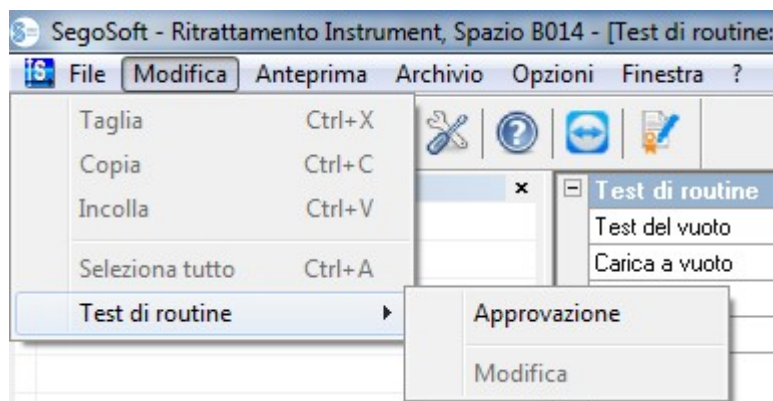 SegoSoft - Ritrattamento Instrument, Spazio B014 - [Test di routine:
File Modifica Anteprima Archivio Opzioni Finestra ?
Taglia Ctrl+X
Copia Ctrl+C
Incolla Ctrl+V
Seleziona tutto Ctrl+A
Test di routine
Approvazione
Modifica
Test di routine
Test del vuoto
Carica a vuoto